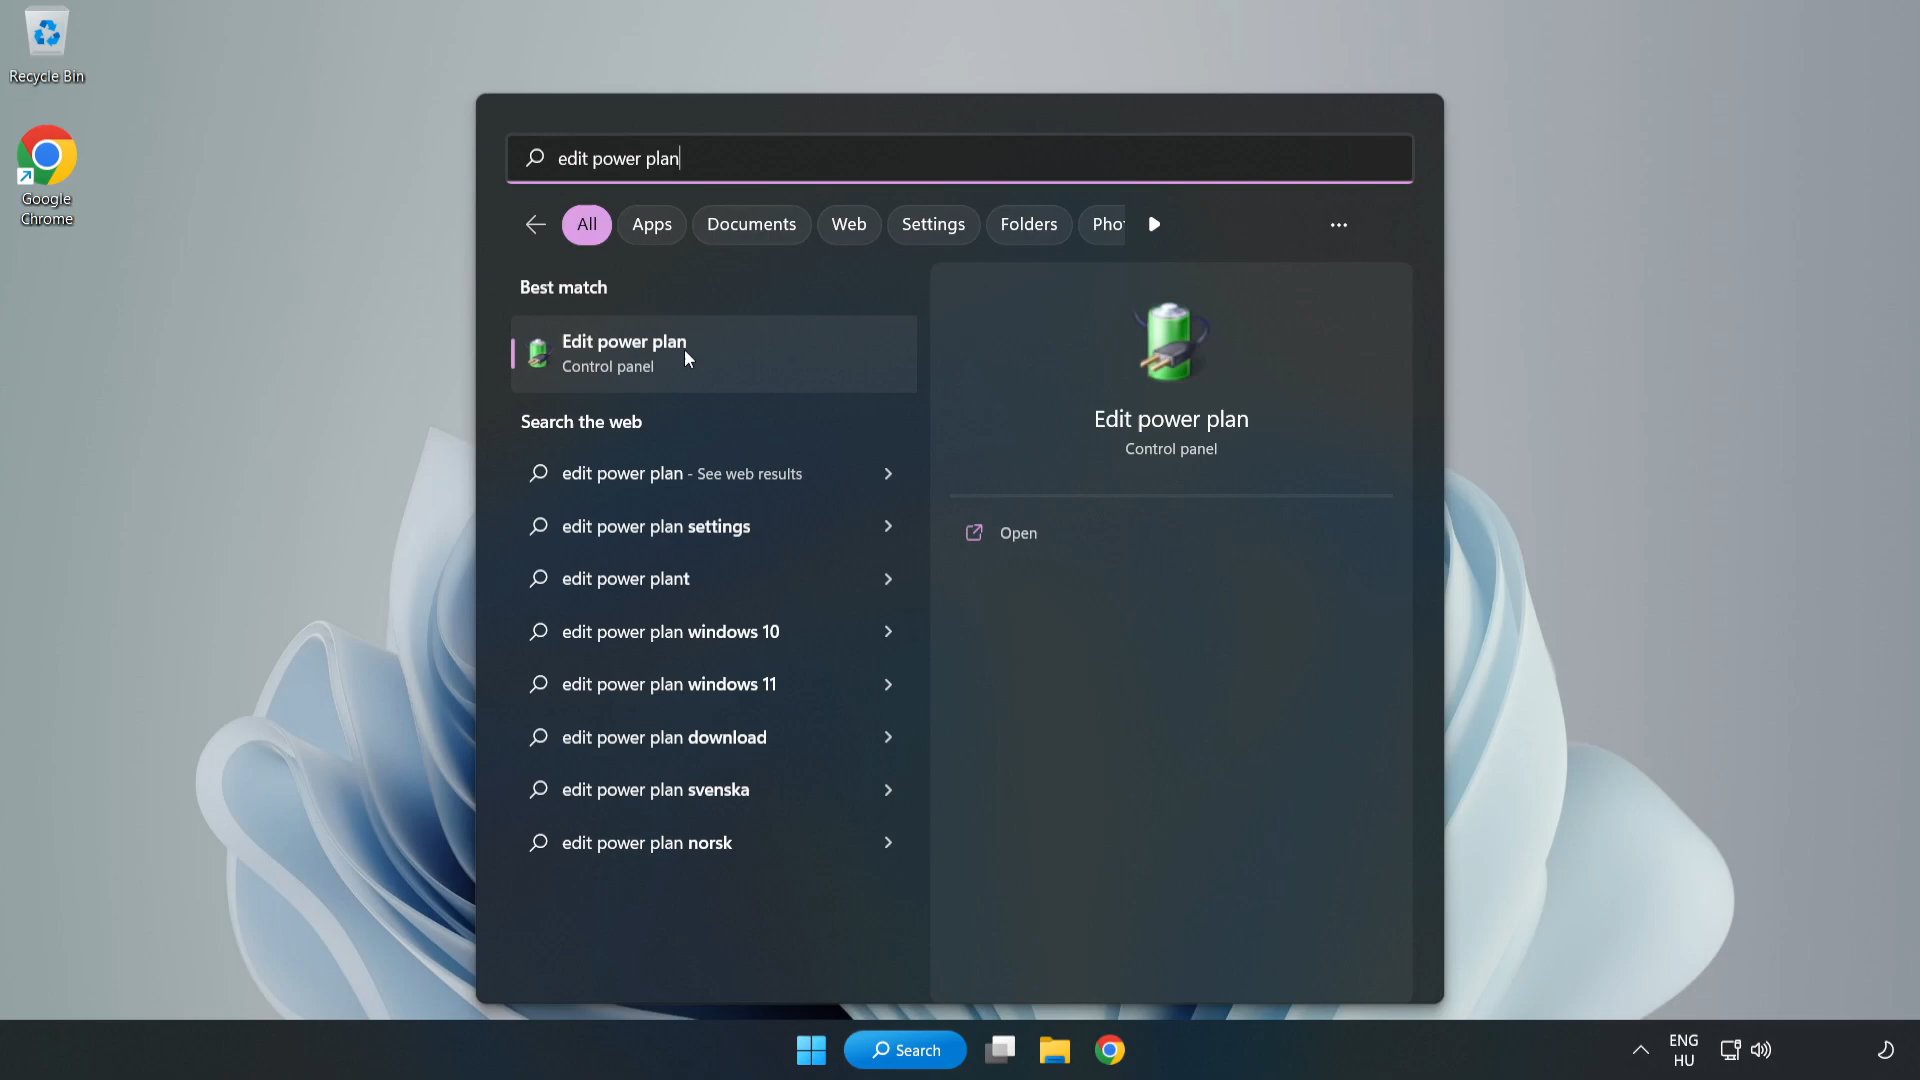 Recycle Bin
Google
Chrome
edit power plan
All
Apps
Documents
Web
Settings
Folders
Pho
Best match
Edit power plan
Control panel
Search the web
edit power plan - See web results
edit power plan settings
edit power plant
edit power plan windows 10
edit power plan windows 11
edit power plan download
edit power plan svenska
edit power plan norsk
Edit power plan
Control panel
Open
Search
ENG
HU